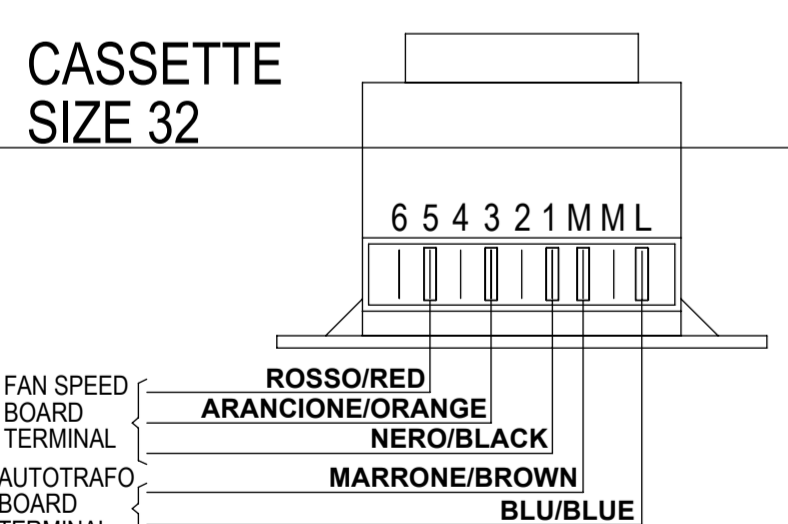 CASSETTE
SIZE 32
6 5 4 3 2 1 M M L
ROSSO/RED
FAN SPEED
BOARD
TERMINAL
ARANCIONE/ORANGE
NERO/BLACK
AUTOTRAFO
BOARD
TERMINAL
MARRONE/BROWN
BLU/BLUE